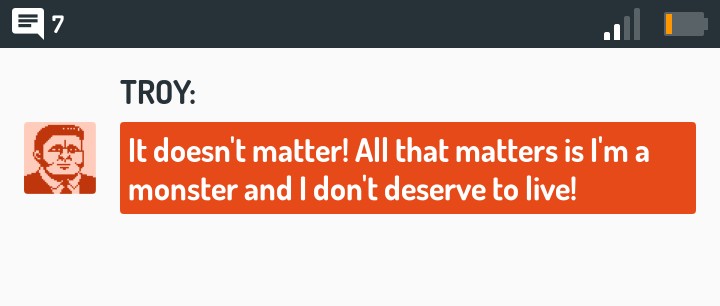 7
TROY:
It doesn't matter! All that matters is I'm a
monster and I don't deserve to live!